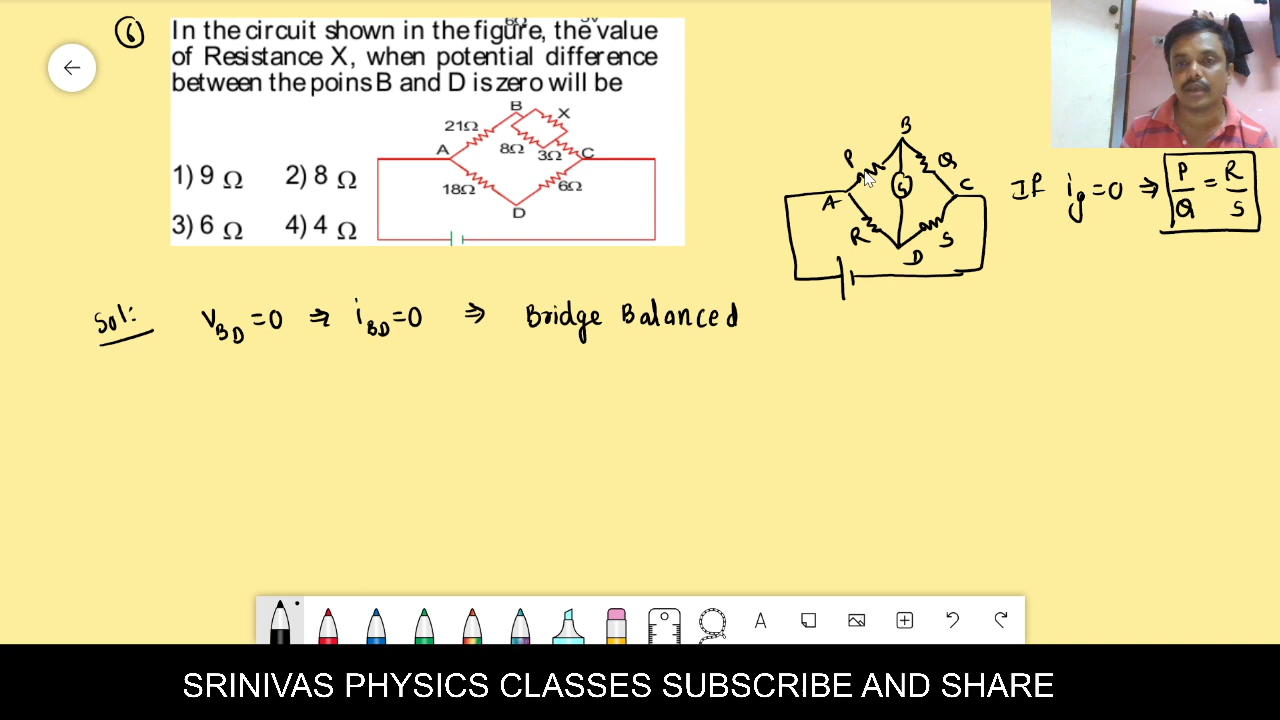 6
In the circuit shown in the figure, the value
of Resistance X, when potential difference
between the poins B and D is zero will be
B
X
21Ω
A
8Ω
3Ω
C
18Ω
6Ω
D
1) 9 Ω 2) 8 Ω
3) 6 Ω 4) 4 Ω
B
P
Q
G
A
C
R
S
D
If ig=0 ⇒ P/Q = R/S
Sol: VBD=0 ⇒ iBD=0 ⇒ Bridge Balanced
A
SRINIVAS PHYSICS CLASSES SUBSCRIBE AND SHARE